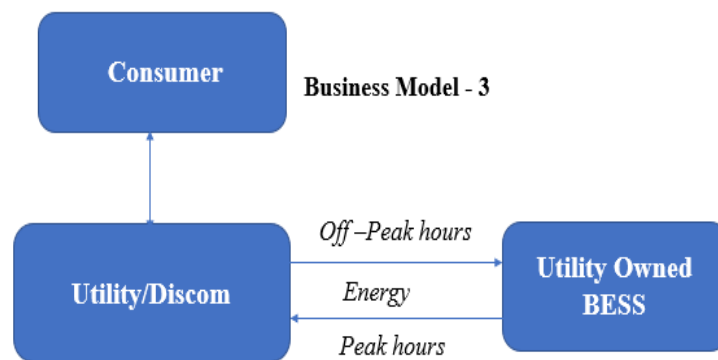 Consumer
Business Model - 3
Off –Peak hours
Utility/Discom
Energy
Utility Owned
BESS
Peak hours